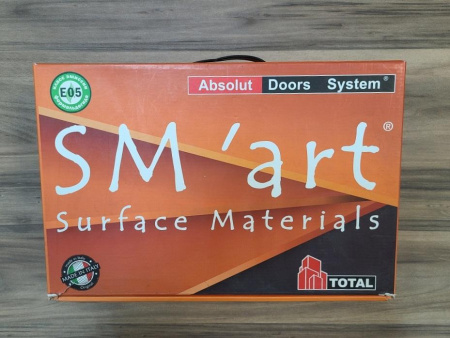 E05
Absolut Doors System®
SM 'art®
Surface Materials
MADE IN ITALY
TOTAL